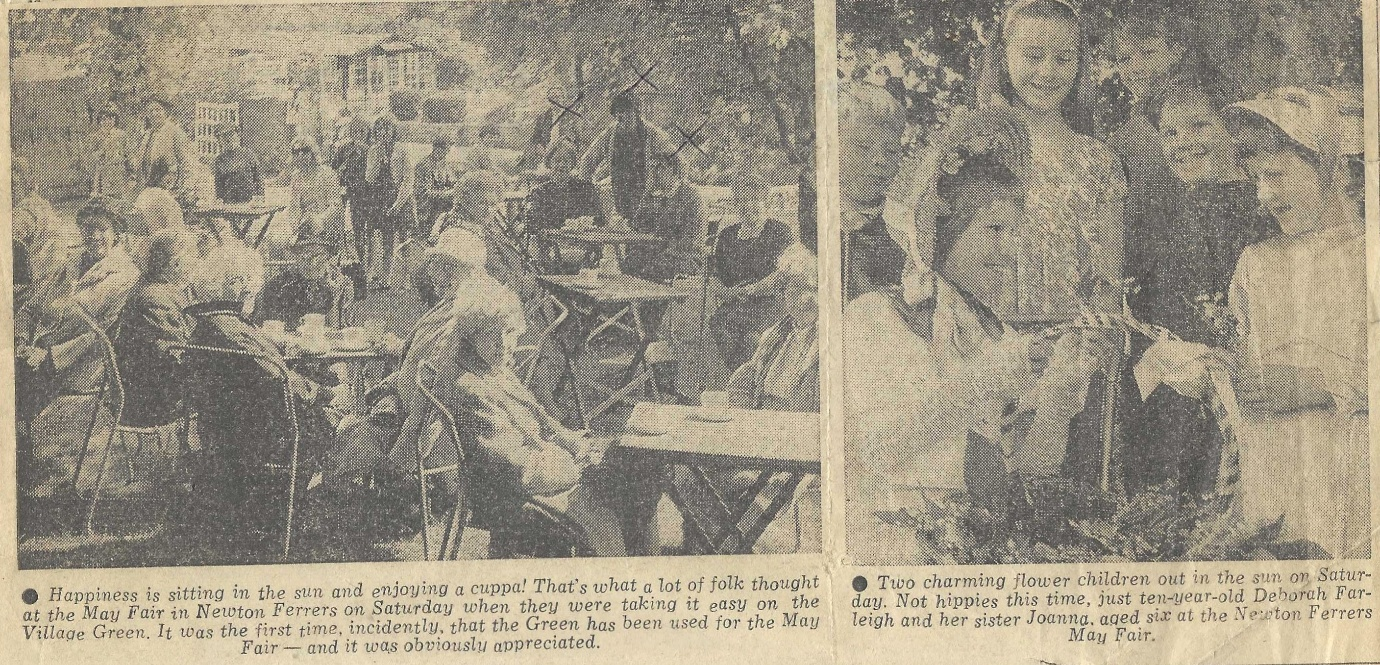 ● Happiness is sitting in the sun and enjoying a cuppa! That's what a lot of folk thought
at the May Fair in Newton Ferrers on Saturday when they were taking it easy on the
Village Green. It was the first time, incidently, that the Green has been used for the May
Fair — and it was obviously appreciated.
● Two charming flower children out in the sun on Satur-
day. Not hippies this time, just ten-year-old Deborah Far-
leigh and her sister Joanna, aged six at the Newton Ferrers
May Fair.